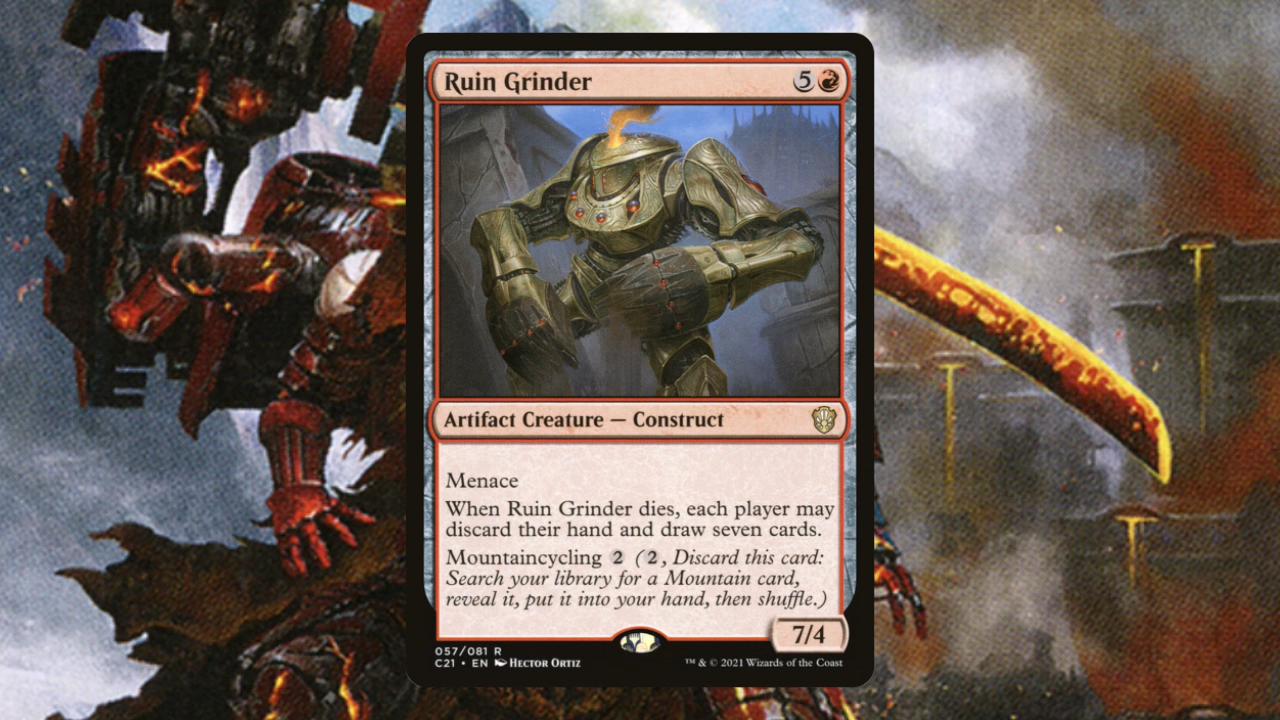 Ruin Grinder 5
Artifact Creature — Construct
Menace
When Ruin Grinder dies, each player may
discard their hand and draw seven cards.
Mountaincycling 2 (2, Discard this card:
Search your library for a Mountain card,
reveal it, put it into your hand, then shuffle.)
7/4
057/081 R
C21 • EN Hector Ortiz
™ & © 2021 Wizards of the Coast